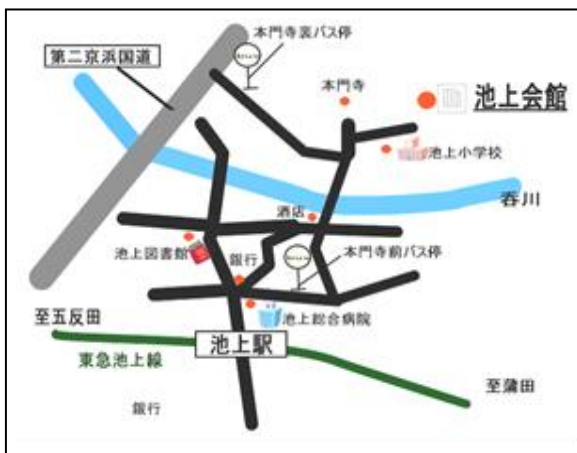 本門寺裏バス停
第二京浜国道
本門寺
池上会館
池上小学校
呑川
酒店
池上図書館
銀行
本門寺前バス停
池上総合病院
至五反田
池上駅
東急池上線
至蒲田
銀行